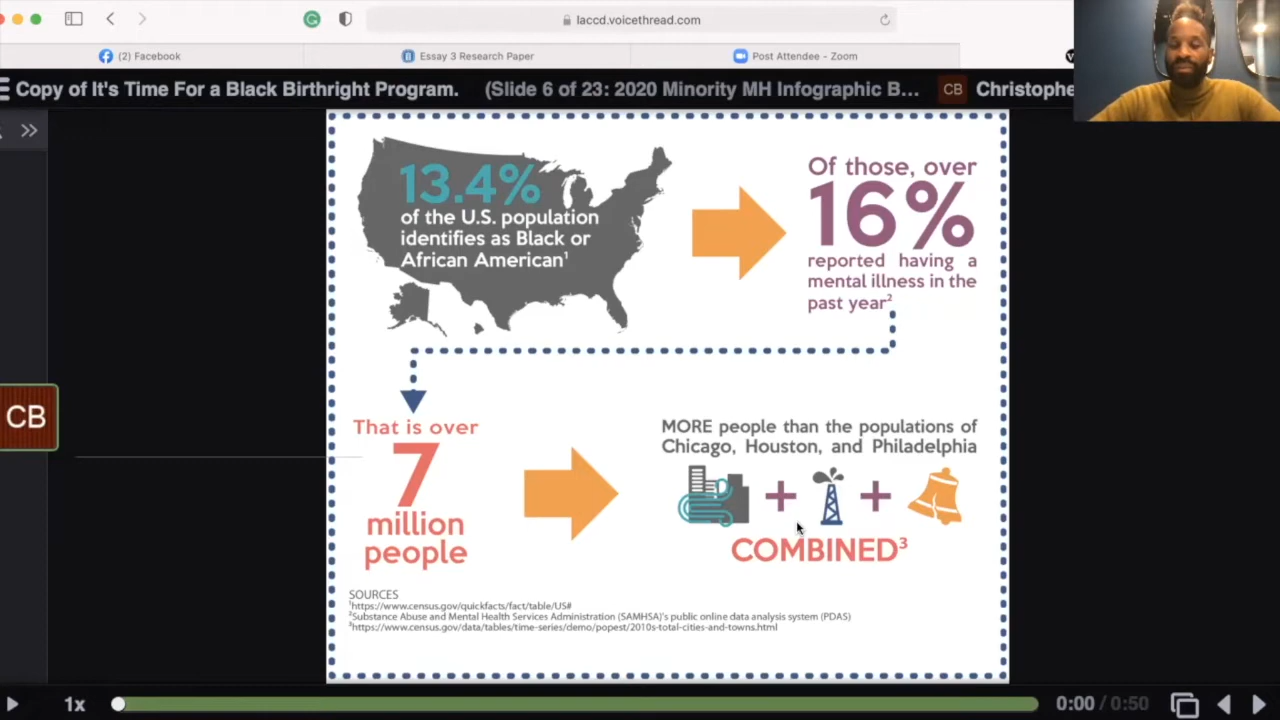 laccd.voicethread.com
(2) Facebook
Essay 3 Research Paper
Post Attendee - Zoom
Copy of It's Time For a Black Birthright Program. (Slide 6 of 23: 2020 Minority MH Infographic B... CB Christophe
13.4%
of the U.S. population
identifies as Black or
African American¹
Of those, over
16%
reported having a
mental illness in the
past year²
CB
That is over
7
million
people
MORE people than the populations of
Chicago, Houston, and Philadelphia
+ +
COMBINED³
SOURCES
¹https://www.census.gov/quickfacts/fact/table/US#
²Substance Abuse and Mental Health Services Administration (SAMHSA's) public online data analysis system (PDAS)
³https://www.census.gov/data/tables/time-series/demo/popest/2010s-total-cities-and-towns.html
1x
0:00 / 0:50